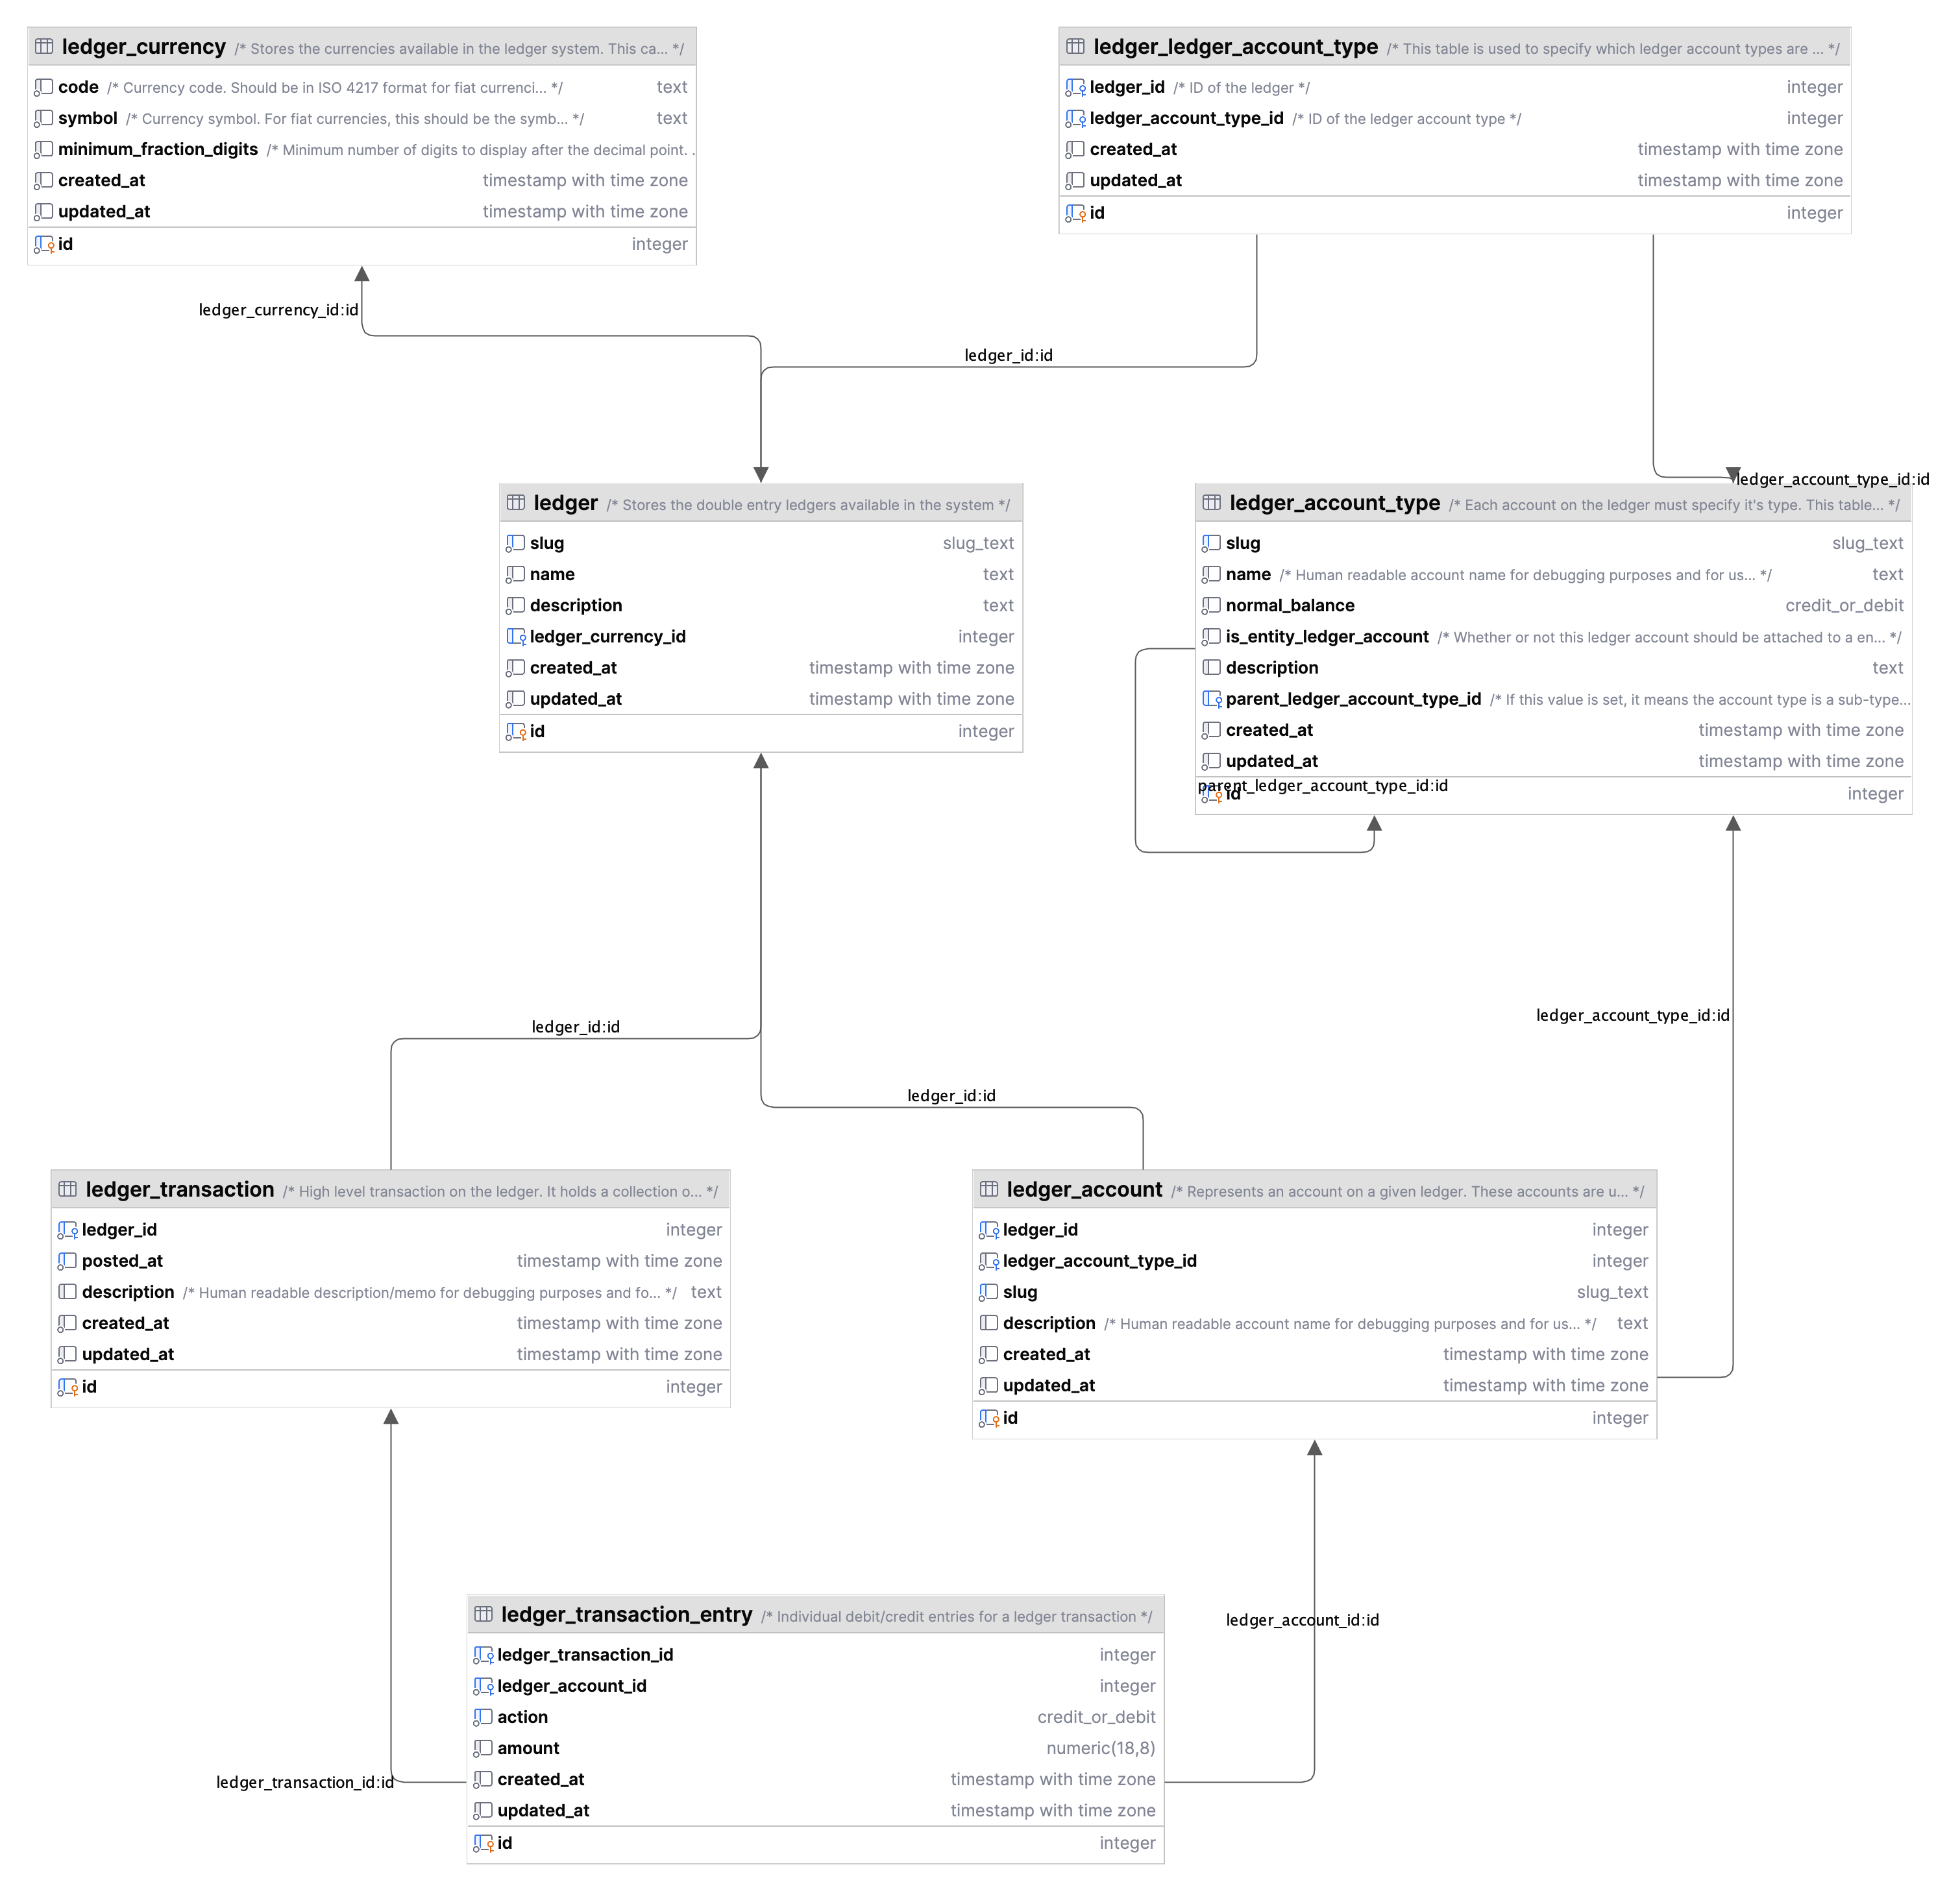 ledger_currency /* Stores the currencies available in the ledger system. This ca... */
code /* Currency code. Should be in ISO 4217 format for fiat currenci... */ text
symbol /* Currency symbol. For fiat currencies, this should be the symb... */ text
minimum_fraction_digits /* Minimum number of digits to display after the decimal point. .
created_at timestamp with time zone
updated_at timestamp with time zone
id integer
ledger_ledger_account_type /* This table is used to specify which ledger account types are ... */
ledger_id /* ID of the ledger */ integer
ledger_account_type_id /* ID of the ledger account type */ integer
created_at timestamp with time zone
updated_at timestamp with time zone
id integer
ledger_currency_id:id
ledger_id:id
ledger_account_type_id:id
ledger /* Stores the double entry ledgers available in the system */
slug slug_text
name text
description text
ledger_currency_id integer
created_at timestamp with time zone
updated_at timestamp with time zone
id integer
ledger_account_type /* Each account on the ledger must specify it's type. This table... */
slug slug_text
name /* Human readable account name for debugging purposes and for us... */ text
normal_balance credit_or_debit
is_entity_ledger_account /* Whether or not this ledger account should be attached to a en... */
description text
parent_ledger_account_type_id /* If this value is set, it means the account type is a sub-type...
created_at timestamp with time zone
updated_at timestamp with time zone
parent_ledger_account_type_id:id
id integer
ledger_account_type_id:id
ledger_id:id
ledger_id:id
ledger_transaction /* High level transaction on the ledger. It holds a collection o... */
ledger_id integer
posted_at timestamp with time zone
description /* Human readable description/memo for debugging purposes and fo... */ text
created_at timestamp with time zone
updated_at timestamp with time zone
id integer
ledger_account /* Represents an account on a given ledger. These accounts are u... */
ledger_id integer
ledger_account_type_id integer
slug slug_text
description /* Human readable account name for debugging purposes and for us... */ text
created_at timestamp with time zone
updated_at timestamp with time zone
id integer
ledger_transaction_entry /* Individual debit/credit entries for a ledger transaction */
ledger_transaction_id integer
ledger_account_id integer
action credit_or_debit
amount numeric(18,8)
created_at timestamp with time zone
updated_at timestamp with time zone
id integer
ledger_account_id:id
ledger_transaction_id:id